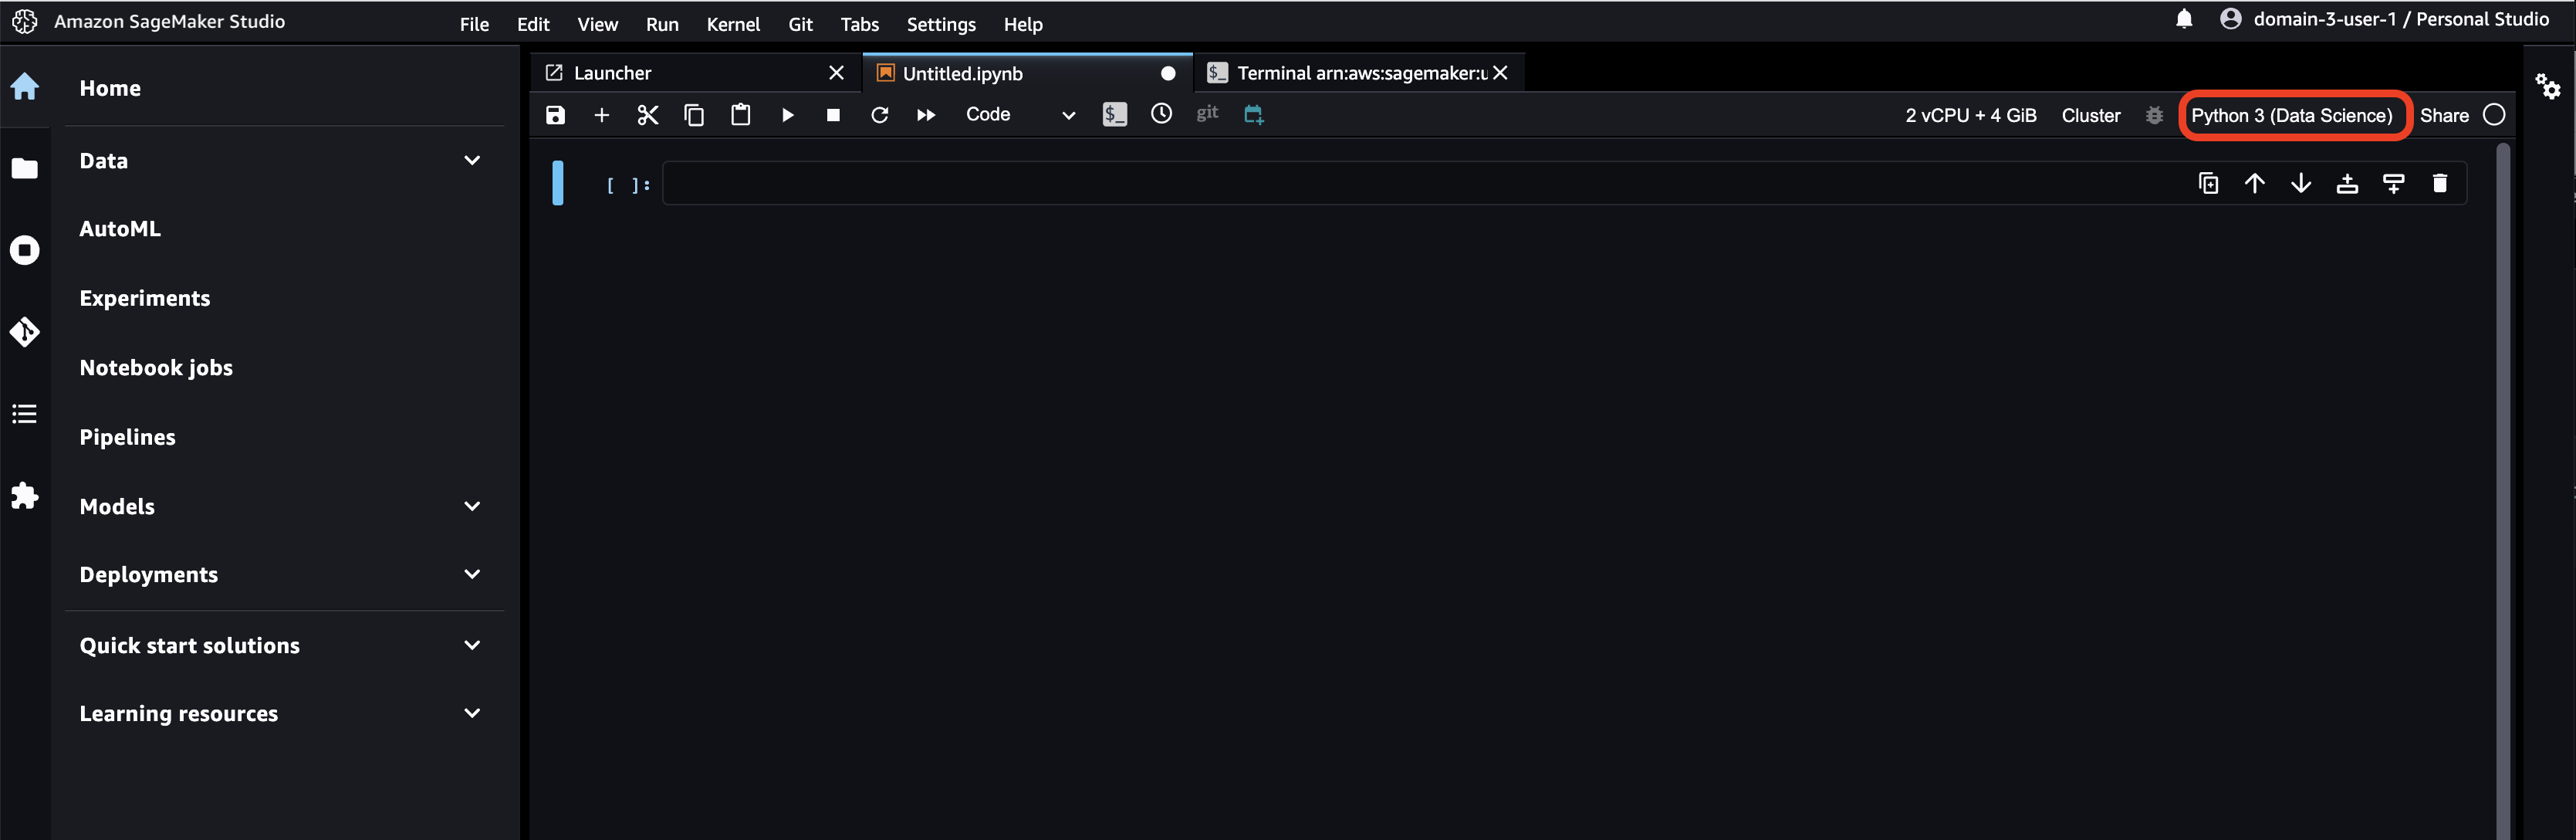 Amazon SageMaker Studio
File Edit View Run Kernel Git Tabs Settings Help
domain-3-user-1 / Personal Studio
Home
Data
AutoML
Experiments
Notebook jobs
Pipelines
Models
Deployments
Quick start solutions
Learning resources
Launcher
Untitled.ipynb
$_ Terminal arn:aws:sagemaker:u
Code
$_
git
2 vCPU + 4 GiB
Cluster
Python 3 (Data Science)
Share
[ ]: